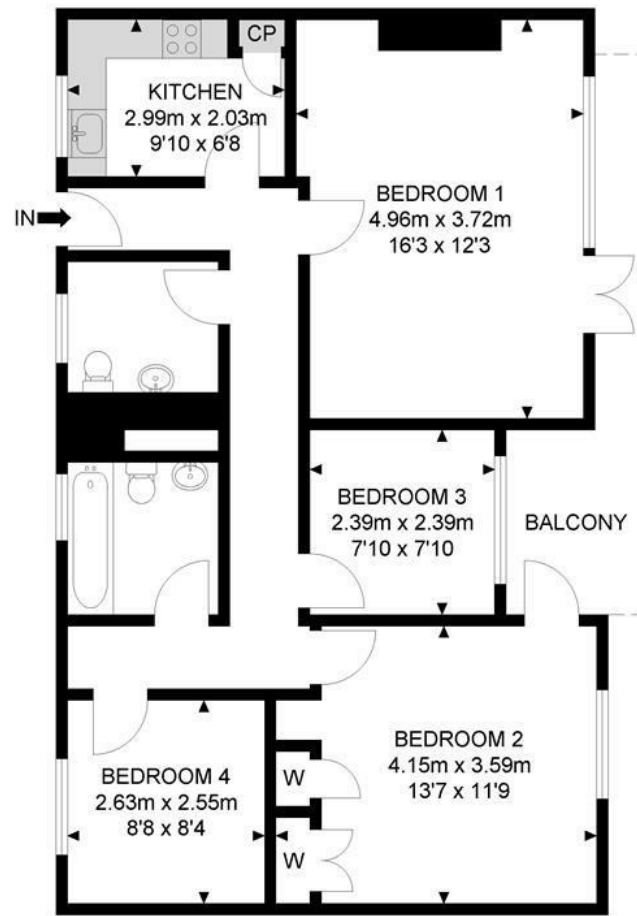 CP
KITCHEN
2.99m x 2.03m
9'10 x 6'8
BEDROOM 1
4.96m x 3.72m
16'3 x 12'3
IN
BEDROOM 3
2.39m x 2.39m
7'10 x 7'10
BALCONY
BEDROOM 2
4.15m x 3.59m
13'7 x 11'9
BEDROOM 4
2.63m x 2.55m
8'8 x 8'4
W
W